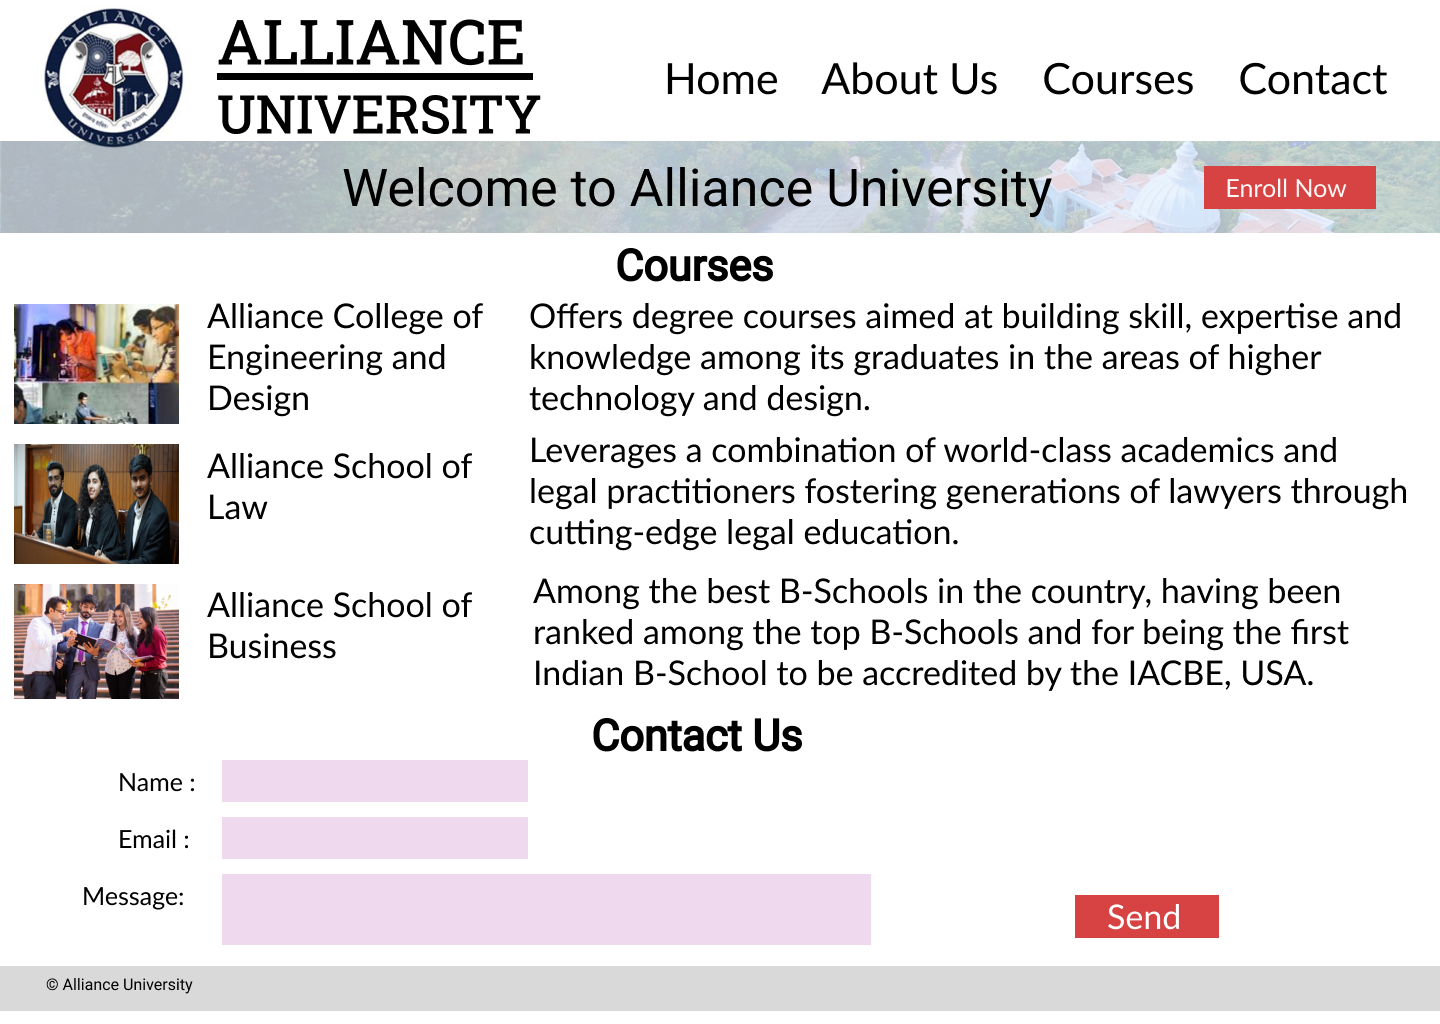 ALLIANCE
UNIVERSITY
ALLIANCE
UNIVERSITY
Home About Us Courses Contact
Welcome to Alliance University
Enroll Now
Courses
Alliance College of
Engineering and
Design
Offers degree courses aimed at building skill, expertise and
knowledge among its graduates in the areas of higher
technology and design.
Alliance School of
Law
Leverages a combination of world-class academics and
legal practitioners fostering generations of lawyers through
cutting-edge legal education.
Alliance School of
Business
Among the best B-Schools in the country, having been
ranked among the top B-Schools and for being the first
Indian B-School to be accredited by the IACBE, USA.
Contact Us
Name :
Email :
Message:
Send
© Alliance University